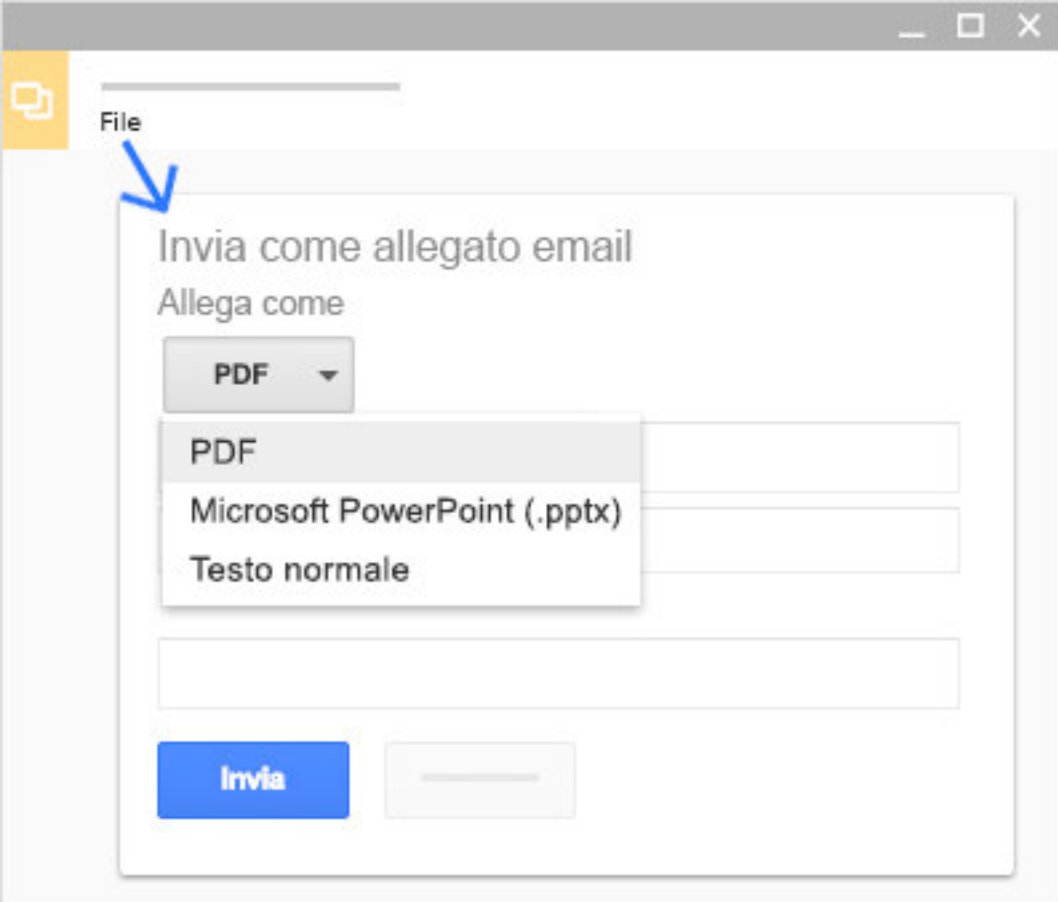 File
Invia come allegato email
Allega come
PDF
PDF
Microsoft PowerPoint (.pptx)
Testo normale
Invia